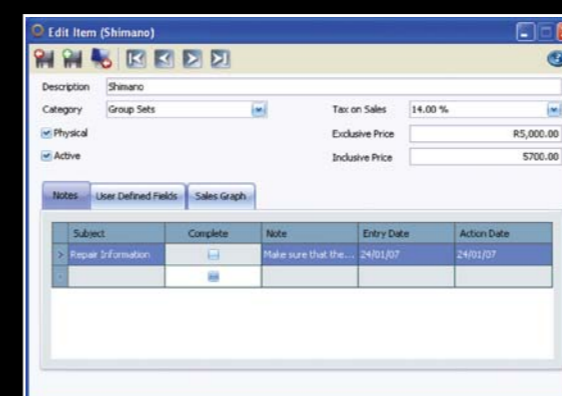 Edit Item (Shimano)
Description Shimano
Category Group Sets Tax on Sales 14.00 %
Physical Exclusive Price R5,000.00
Active Inclusive Price 5700.00
Notes User Defined Fields Sales Graph
Subject Complete Note Entry Date Action Date
> Repair Information Make sure that the... 24/01/07 24/01/07